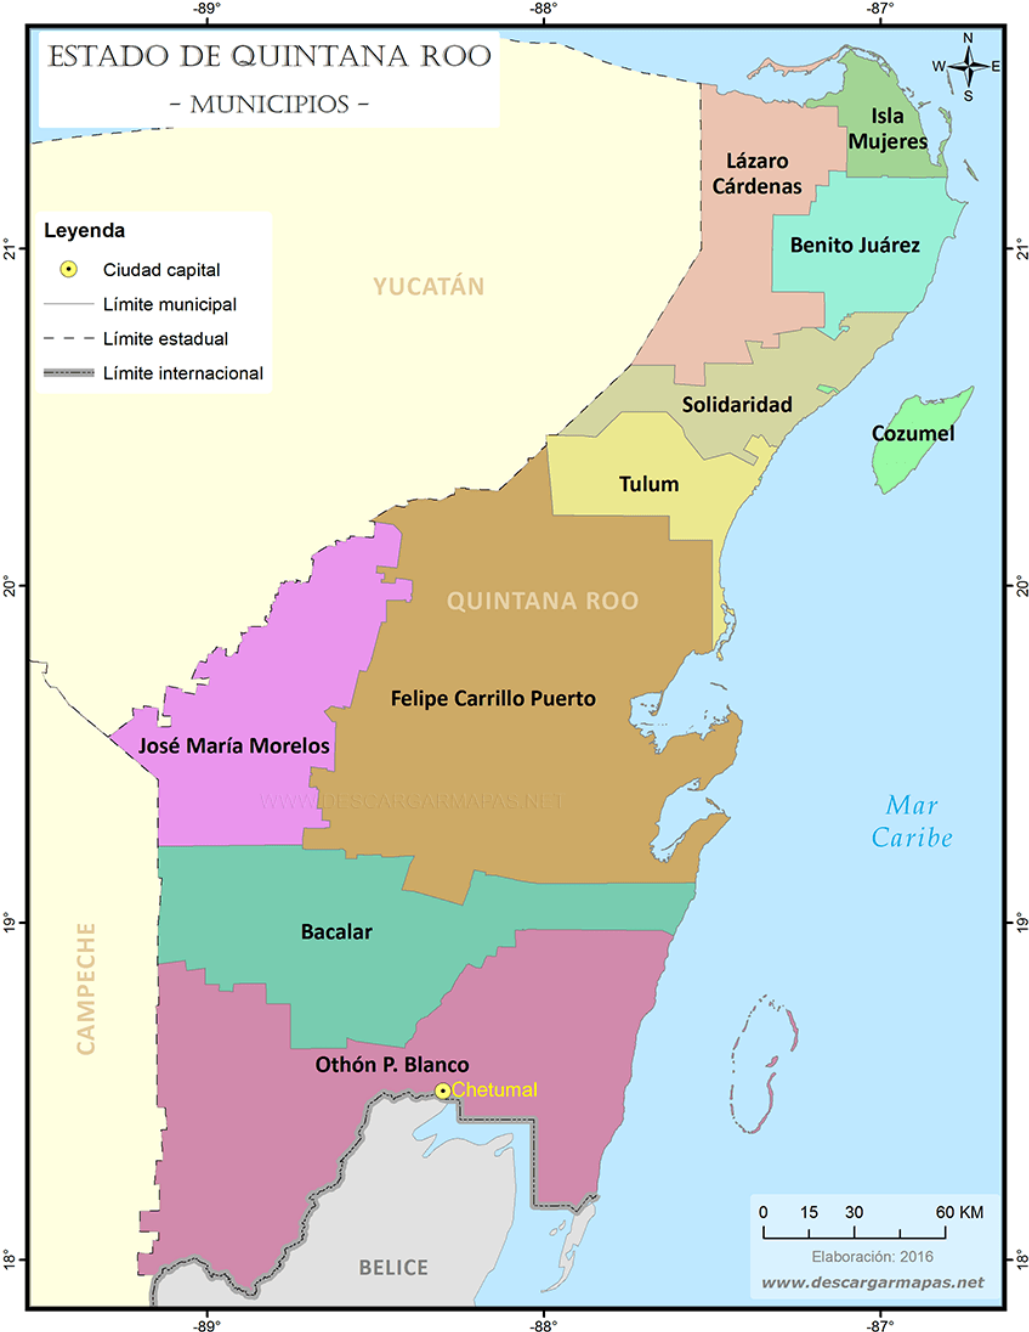 -89°
-88°
-87°
ESTADO DE QUINTANA ROO
- MUNICIPIOS -
N
W
E
S
Isla
Mujeres
Lázaro
Cárdenas
Leyenda
Ciudad capital
Límite municipal
Límite estadual
Límite internacional
21°
21°
Benito Juárez
YUCATÁN
Solidaridad
Cozumel
Tulum
20°
20°
QUINTANA ROO
Felipe Carrillo Puerto
José María Morelos
WWW.DESCARGARMAPAS.NET
Mar
Caribe
19°
19°
Bacalar
CAMPECHE
Othón P. Blanco
Chetumal
0 15 30 60 KM
Elaboración: 2016
www.descargarmapas.net
18°
18°
BELICE
-89°
-88°
-87°